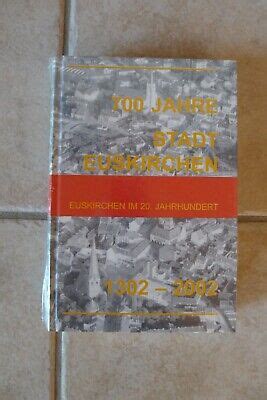 700 JAHRE
STADT
EUSKIRCHEN
EUSKIRCHEN IM 20. JAHRHUNDERT
1302 – 2002